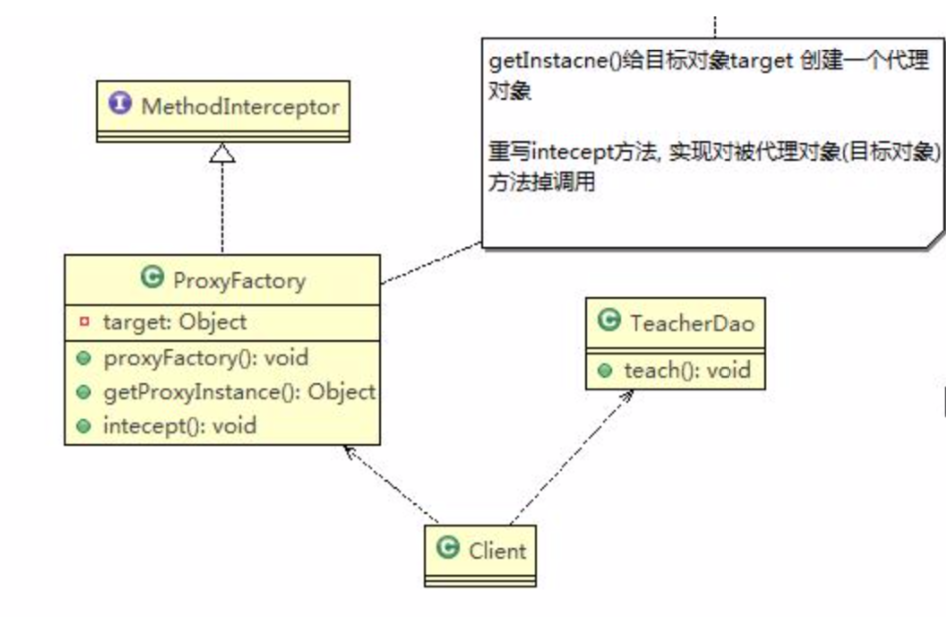 getInstacne()给目标对象target 创建一个代理
对象
重写intecept方法, 实现对被代理对象(目标对象)
方法掉调用
MethodInterceptor
ProxyFactory
target: Object
proxyFactory(): void
getProxyInstance(): Object
intecept(): void
TeacherDao
teach(): void
Client